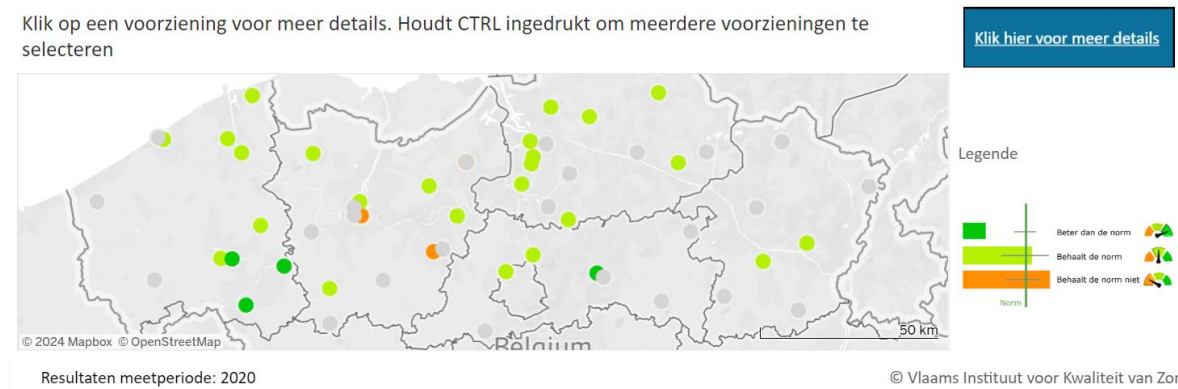 Klik op een voorziening voor meer details. Houdt CTRL ingedrukt om meerdere voorzieningen te
selecteren
Klik hier voor meer details
Legende
Beter dan de norm
Behaalt de norm
Behaalt de norm niet
Norm
50 km
Belgium
© 2024 Mapbox © OpenStreetMap
Resultaten meetperiode: 2020
© Vlaams Instituut voor Kwaliteit van Zor